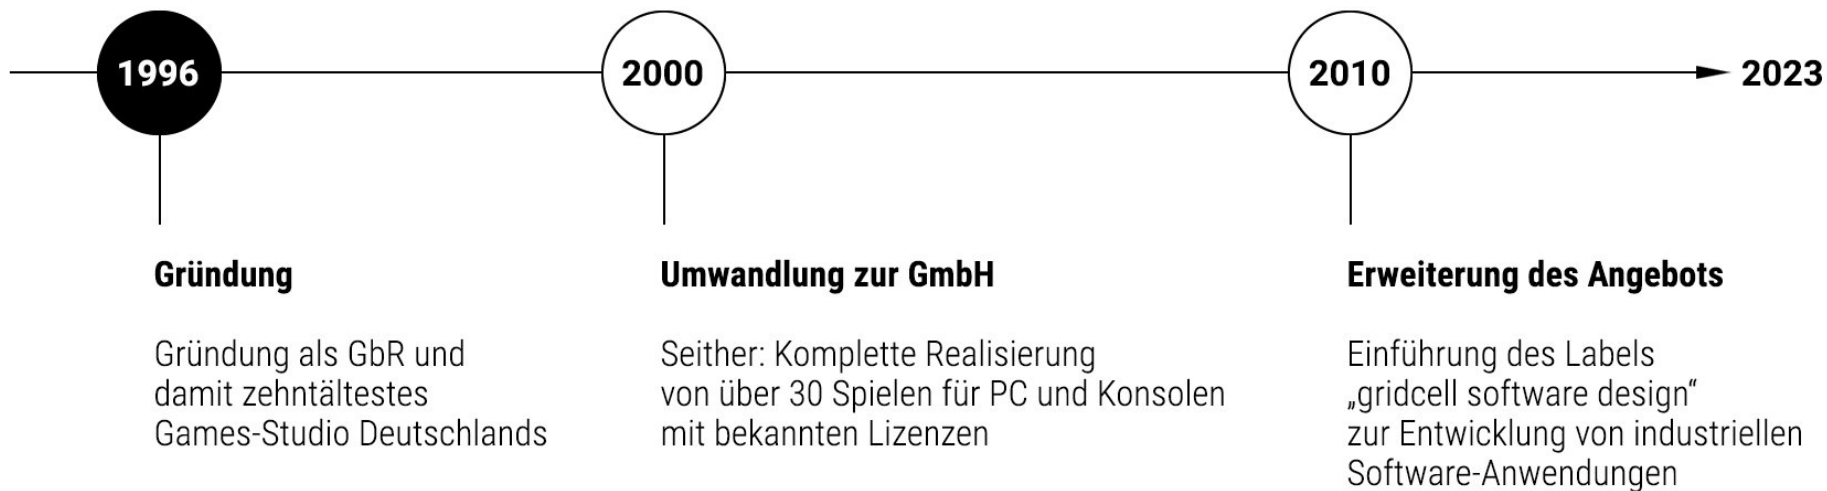 1996
2000
2010
2023
Gründung
Gründung als GbR und
damit zehntältestes
Games-Studio Deutschlands
Umwandlung zur GmbH
Seither: Komplette Realisierung
von über 30 Spielen für PC und Konsolen
mit bekannten Lizenzen
Erweiterung des Angebots
Einführung des Labels
„gridcell software design“
zur Entwicklung von industriellen
Software-Anwendungen